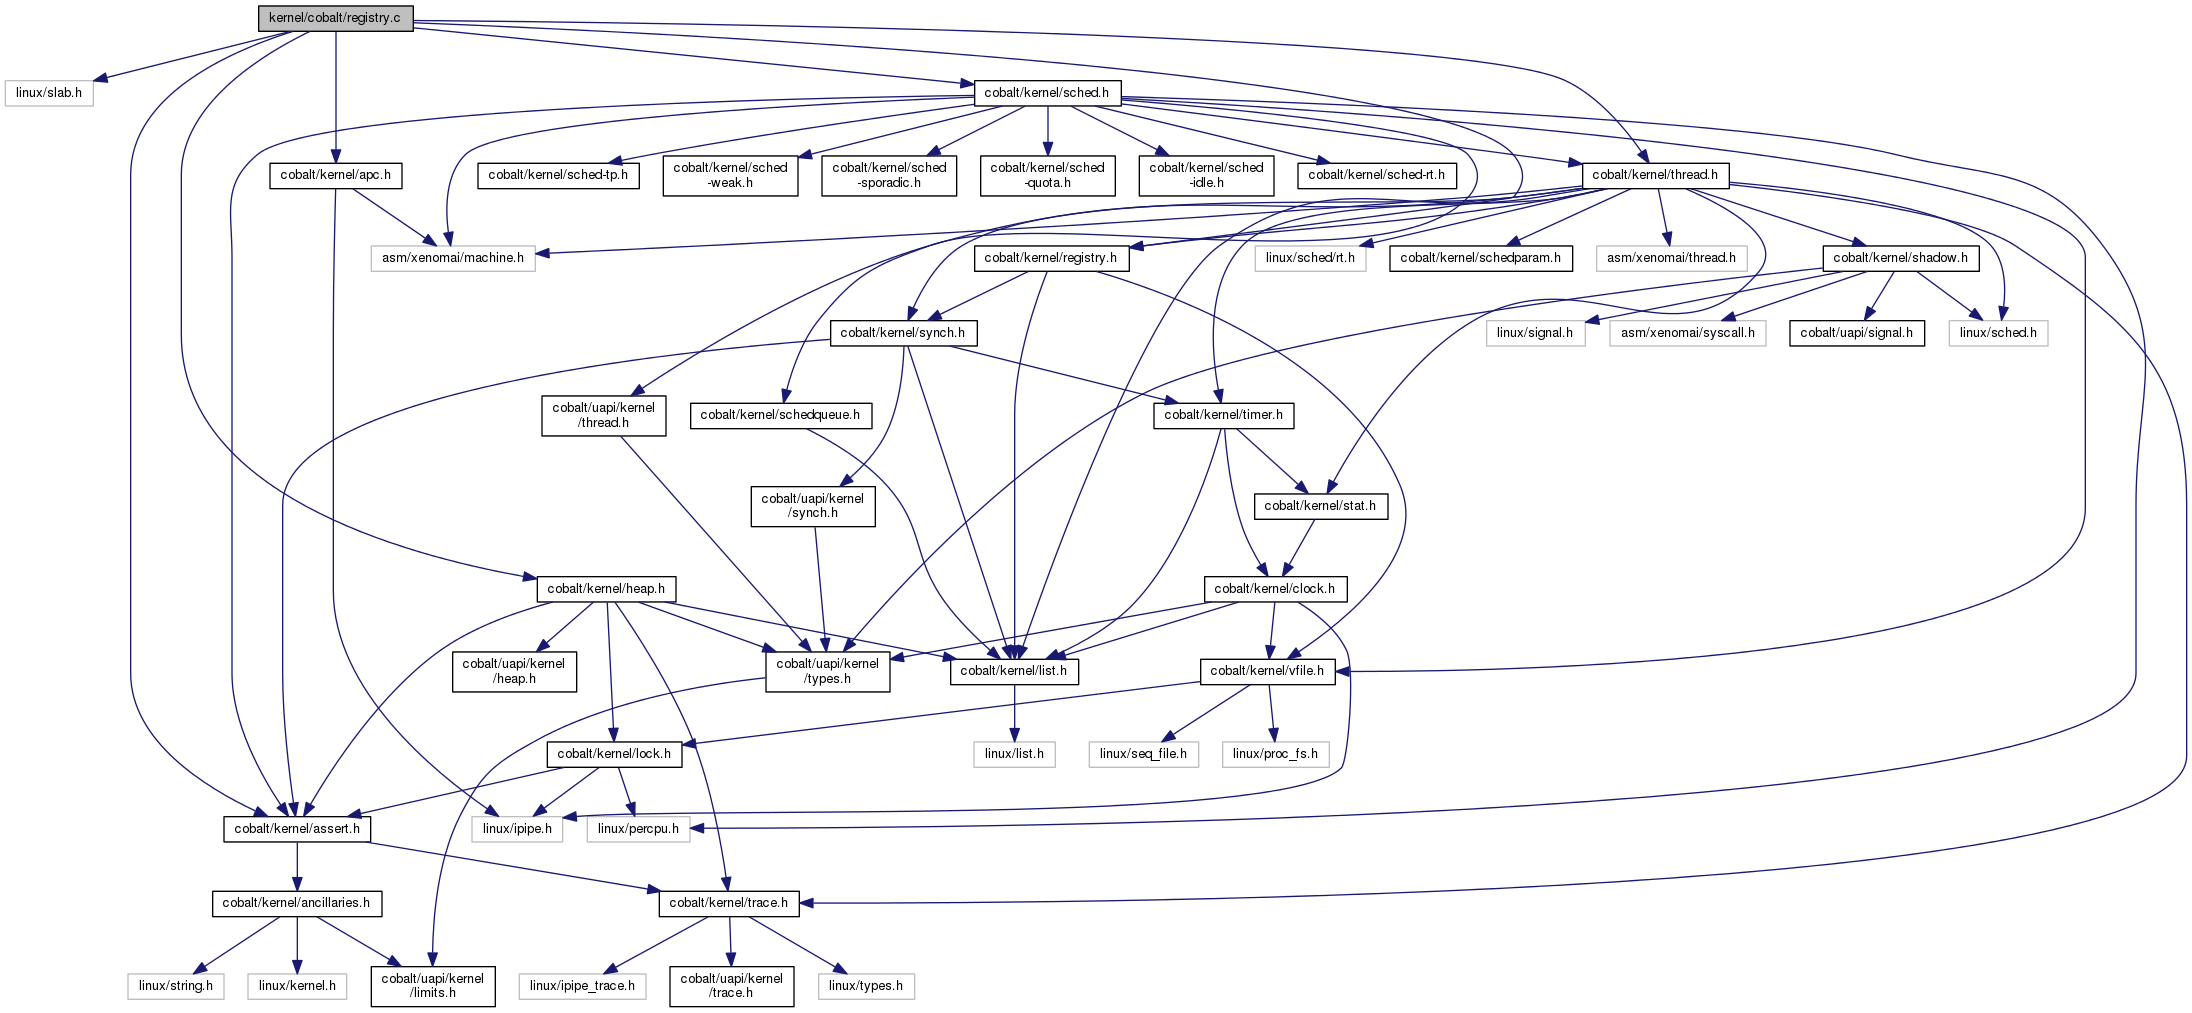 kernel/cobalt/registry.c
linux/slab.h
cobalt/kernel/sched.h
cobalt/kernel/apc.h
cobalt/kernel/sched-tp.h
cobalt/kernel/sched
-weak.h
cobalt/kernel/sched
-sporadic.h
cobalt/kernel/sched
-quota.h
cobalt/kernel/sched
-idle.h
cobalt/kernel/sched-rt.h
cobalt/kernel/thread.h
asm/xenomai/machine.h
cobalt/kernel/registry.h
linux/sched/rt.h
cobalt/kernel/schedparam.h
asm/xenomai/thread.h
cobalt/kernel/shadow.h
cobalt/kernel/synch.h
linux/signal.h
asm/xenomai/syscall.h
cobalt/uapi/signal.h
linux/sched.h
cobalt/uapi/kernel
/thread.h
cobalt/kernel/schedqueue.h
cobalt/kernel/timer.h
cobalt/uapi/kernel
/synch.h
cobalt/kernel/stat.h
cobalt/kernel/heap.h
cobalt/kernel/clock.h
cobalt/uapi/kernel
/heap.h
cobalt/uapi/kernel
/types.h
cobalt/kernel/list.h
cobalt/kernel/vfile.h
cobalt/kernel/lock.h
linux/list.h
linux/seq_file.h
linux/proc_fs.h
cobalt/kernel/assert.h
linux/ipipe.h
linux/percpu.h
cobalt/kernel/ancillaries.h
cobalt/kernel/trace.h
linux/string.h
linux/kernel.h
cobalt/uapi/kernel
/limits.h
linux/ipipe_trace.h
cobalt/uapi/kernel
/trace.h
linux/types.h